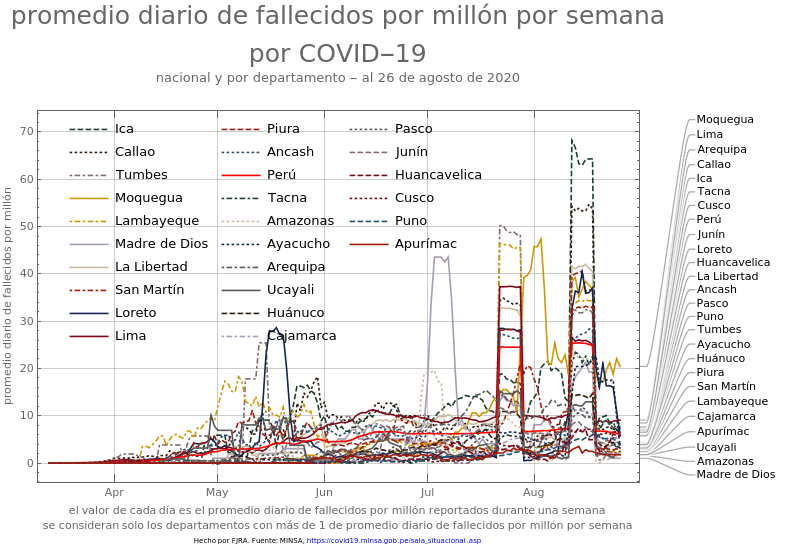 promedio diario de fallecidos por millón por semana
por COVID‒19
nacional y por departamento ‒ al 26 de agosto de 2020
promedio diario de fallecidos por millón
70
60
50
40
30
20
10
0
Ica
Callao
Tumbes
Moquegua
Lambayeque
Madre de Dios
La Libertad
San Martín
Loreto
Lima
Piura
Ancash
Perú
Tacna
Amazonas
Ayacucho
Arequipa
Ucayali
Huánuco
Cajamarca
Pasco
Junín
Huancavelica
Cusco
Puno
Apurímac
Moquegua
Lima
Arequipa
Callao
Ica
Tacna
Cusco
Perú
Junín
Loreto
Huancavelica
La Libertad
Ancash
Pasco
Puno
Tumbes
Ayacucho
Huánuco
Piura
San Martín
Lambayeque
Cajamarca
Apurímac
Ucayali
Amazonas
Madre de Dios
Apr May Jun Jul Aug
el valor de cada día es el promedio diario de fallecidos por millón reportados durante una semana
se consideran solo los departamentos con más de 1 de promedio diario de fallecidos por millón por semana
Hecho por FJRA. Fuente: MINSA, https://covid19.minsa.gob.pe/sala_situacional.asp